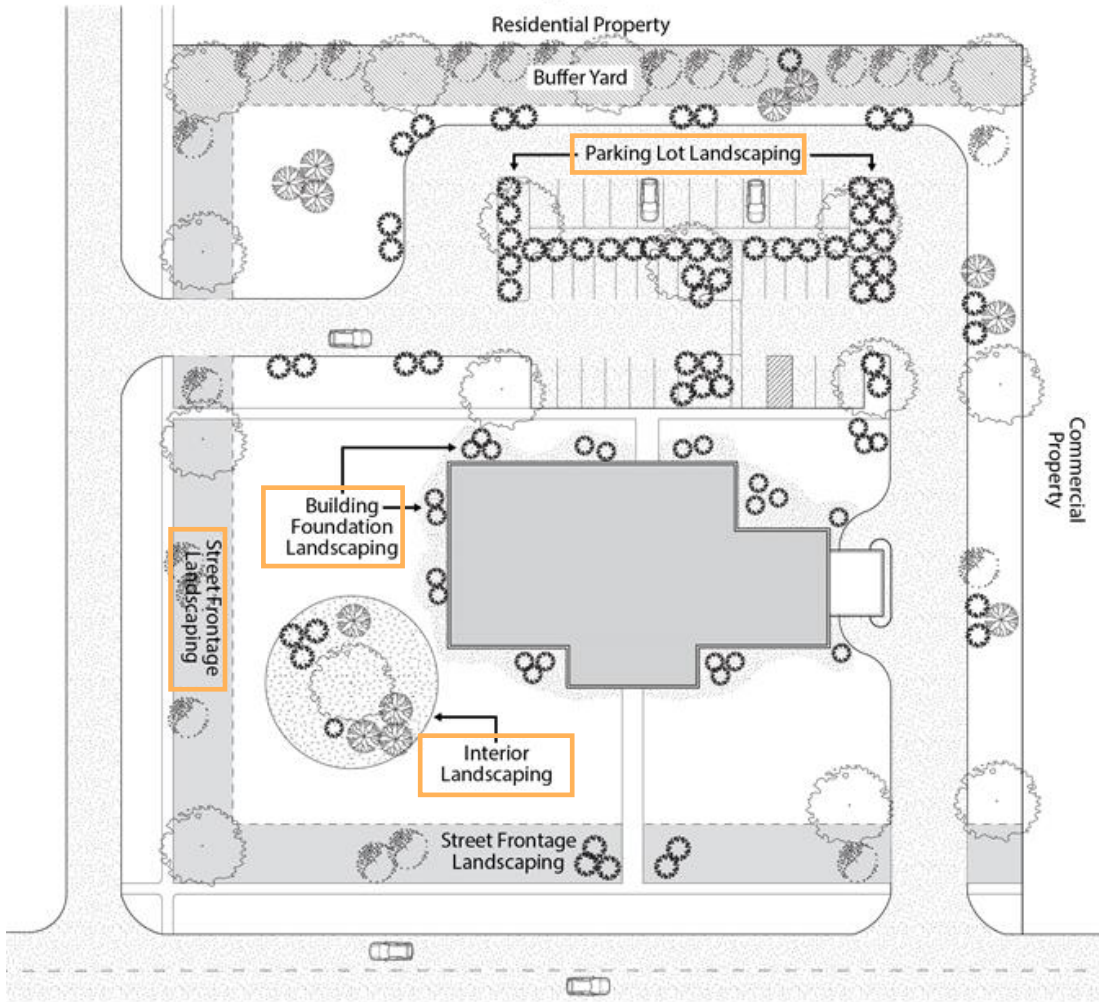 Residential Property
Buffer Yard
Parking Lot Landscaping
Commercial
Property
Building
Foundation
Landscaping
Street Frontage
Landscaping
Interior
Landscaping
Street Frontage
Landscaping